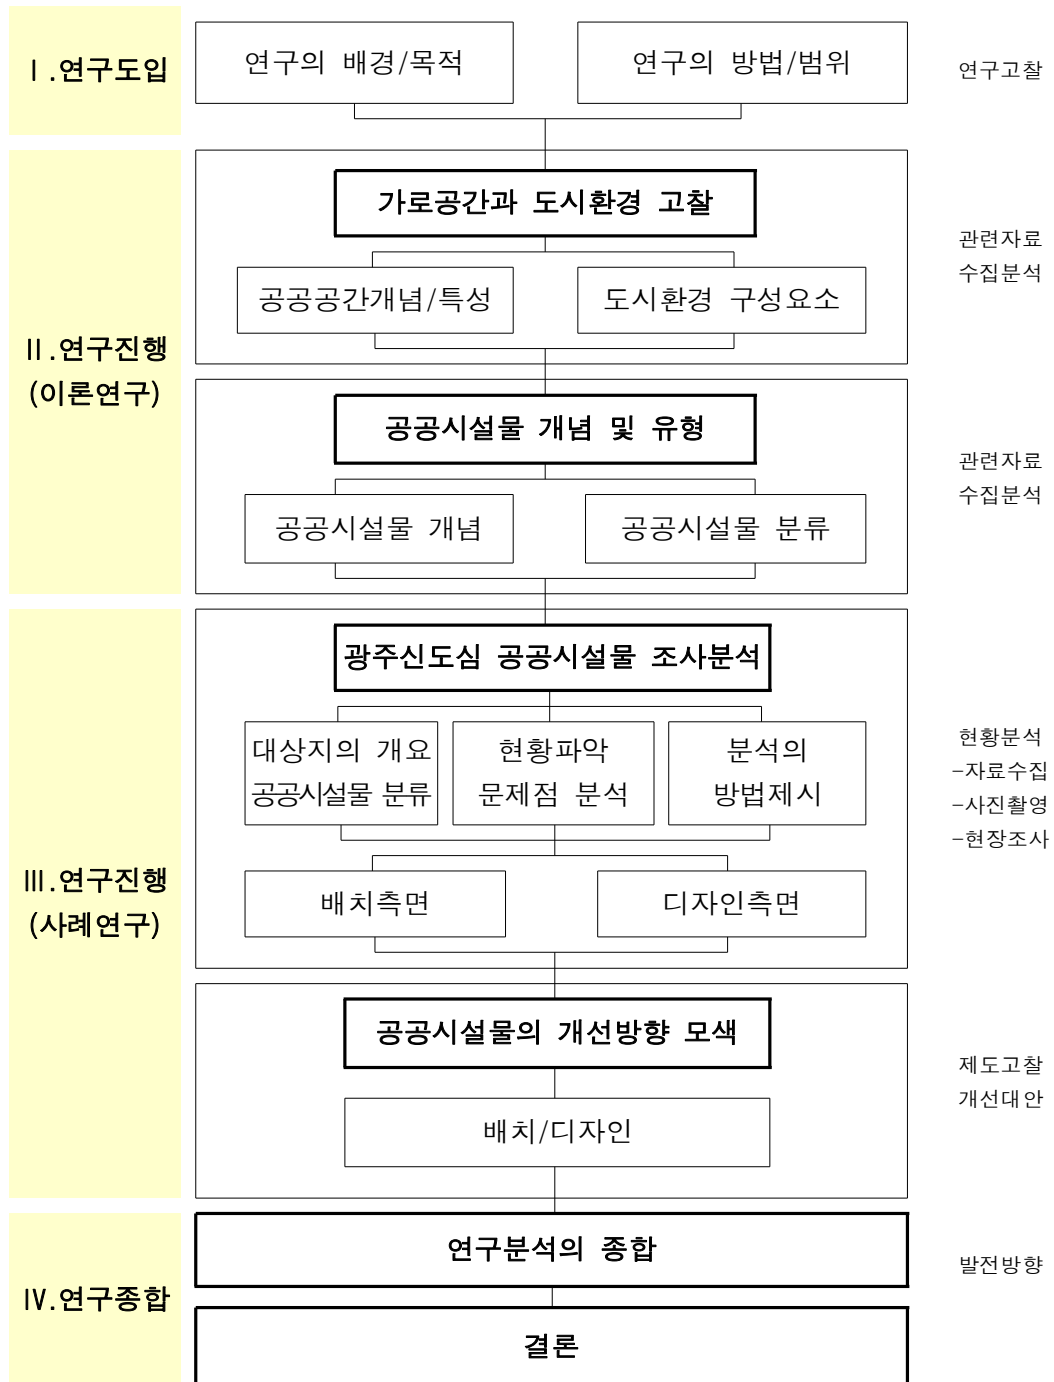 Ⅰ.연구도입
연구의 배경/목적
연구의 방법/범위
연구고찰
Ⅱ.연구진행
(이론연구)
가로공간과 도시환경 고찰
공공공간개념/특성
도시환경 구성요소
관련자료
수집분석
공공시설물 개념 및 유형
공공시설물 개념
공공시설물 분류
관련자료
수집분석
Ⅲ.연구진행
(사례연구)
광주신도심 공공시설물 조사분석
대상지의 개요
공공시설물 분류
현황파악
문제점 분석
분석의
방법제시
배치측면
디자인측면
현황분석
-자료수집
-사진촬영
-현장조사
공공시설물의 개선방향 모색
배치/디자인
제도고찰
개선대안
Ⅳ.연구종합
연구분석의 종합
결론
발전방향